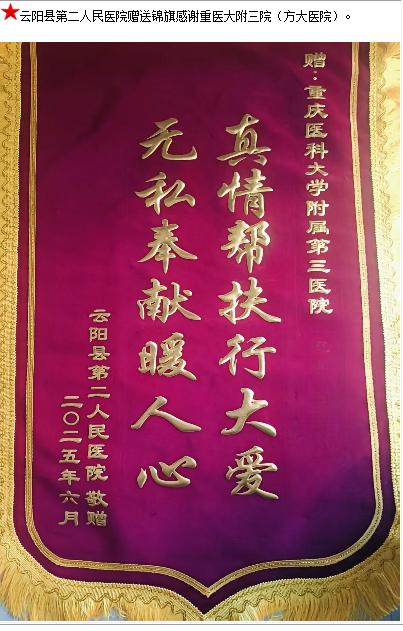 ★云阳县第二人民医院赠送锦旗感谢重医大附三院（方大医院）。
赠：重庆医科大学附属第三医院
真情帮扶行大爱
无私奉献暖人心
云阳县第二人民医院 敬赠
二〇二五年六月